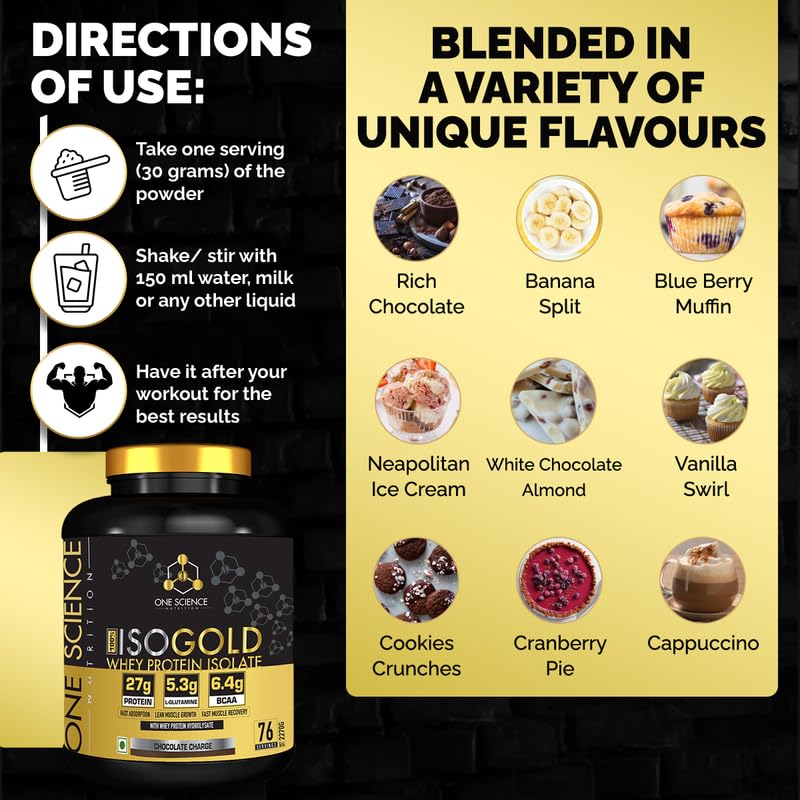 DIRECTIONS
OF USE:
Take one serving
(30 grams) of the
powder
Shake/ stir with
150 ml water, milk
or any other liquid
Have it after your
workout for the
best results
BLENDED IN
A VARIETY OF
UNIQUE FLAVOURS
Rich
Chocolate
Banana
Split
Blue Berry
Muffin
Neapolitan
Ice Cream
White Chocolate
Almond
Vanilla
Swirl
Cookies
Crunches
Cranberry
Pie
Cappuccino
ONE SCIENCE
NUTRITION
ONE SCIENCE
NUTRITION
100%
ISOGOLD
WHEY PROTEIN ISOLATE
27g 5.3g 6.4g
PROTEIN L-GLUTAMINE BCAA
FAST ABSORPTION LEAN MUSCLE GROWTH FAST MUSCLE RECOVERY
WITH WHEY PROTEIN HYDROLYSATE
76
SERVINGS
2270G
CHOCOLATE CHARGE